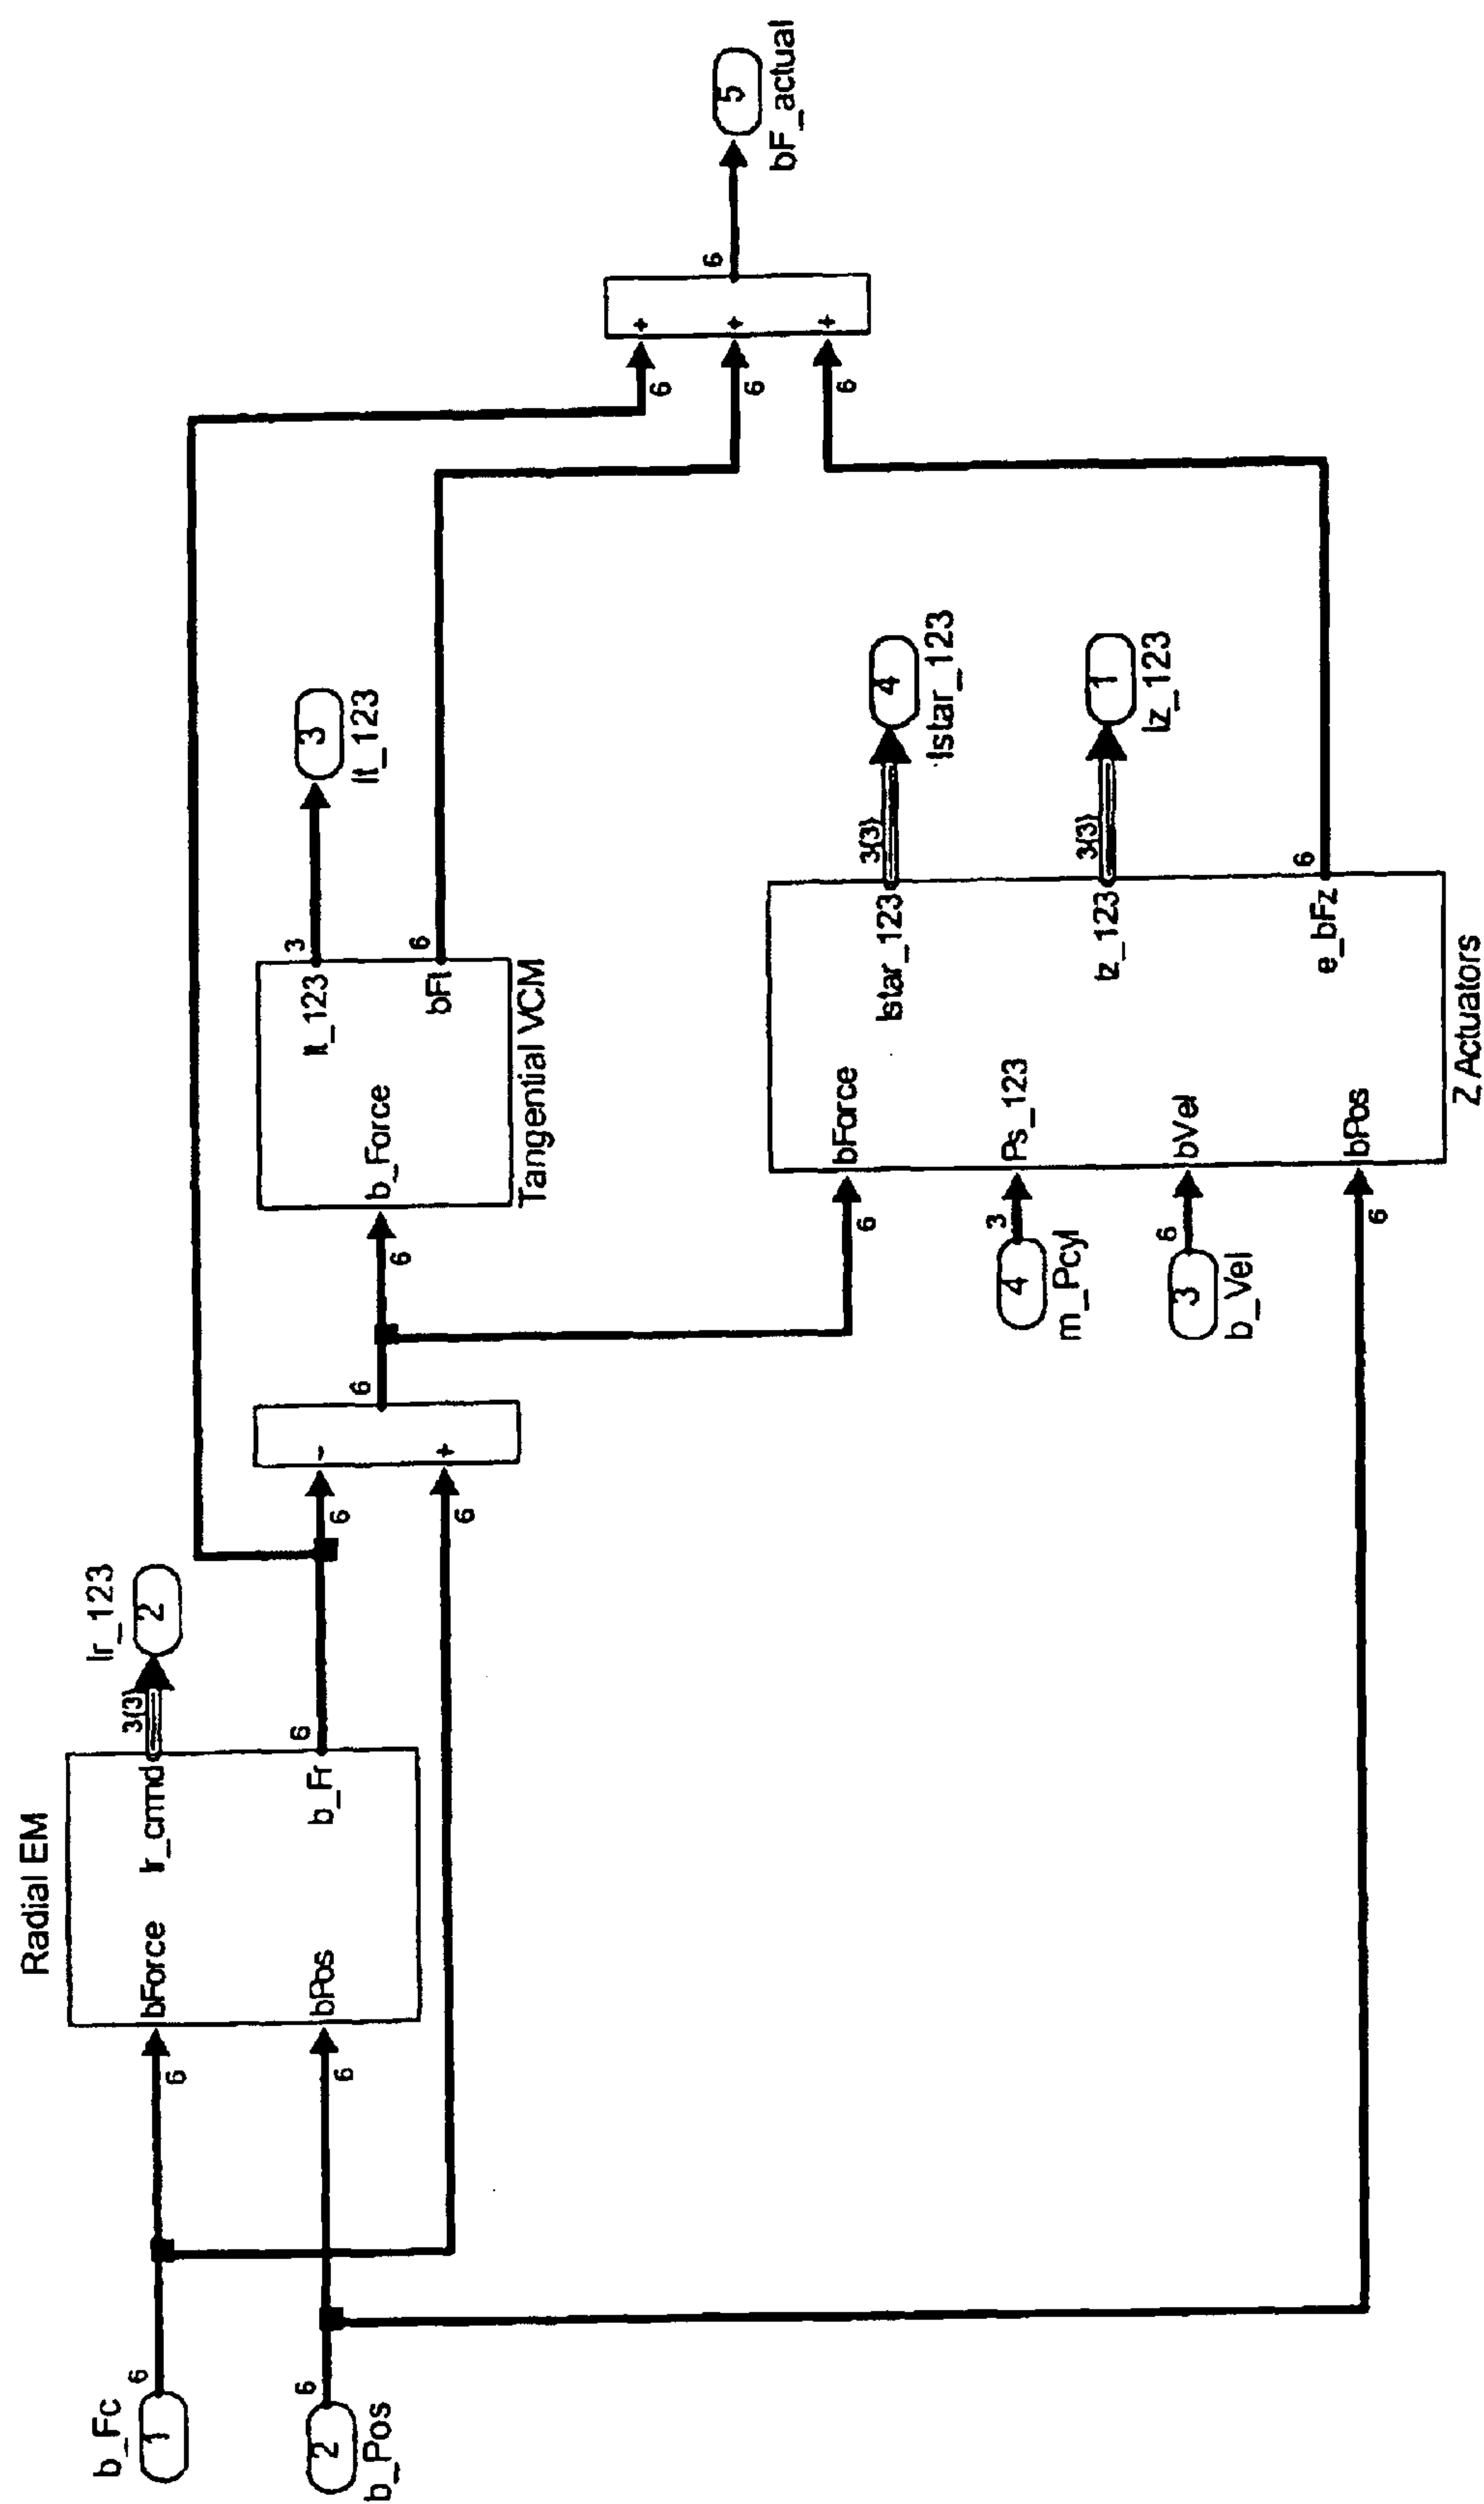 b_Fc
1
6
2
b_Pos
6
6
6
Radial EM
bForce
Ir_cmd
bPos
b_Fr
3(3)
2
Ir_123
6
6
6
-
+
6
6
b_Force
It_123
bFt
Tangential VCM
3
6
3
It_123
6
4
m_Pcyl
3
3
b_Vel
6
6
bForce
Istar_123
Ps_123
Iz_123
bVel
bPos
e_bFz
Z Actuators
3(3)
4
Istar_123
3(3)
1
Iz_123
6
6
6
6
+
+
+
6
5
bF_actual